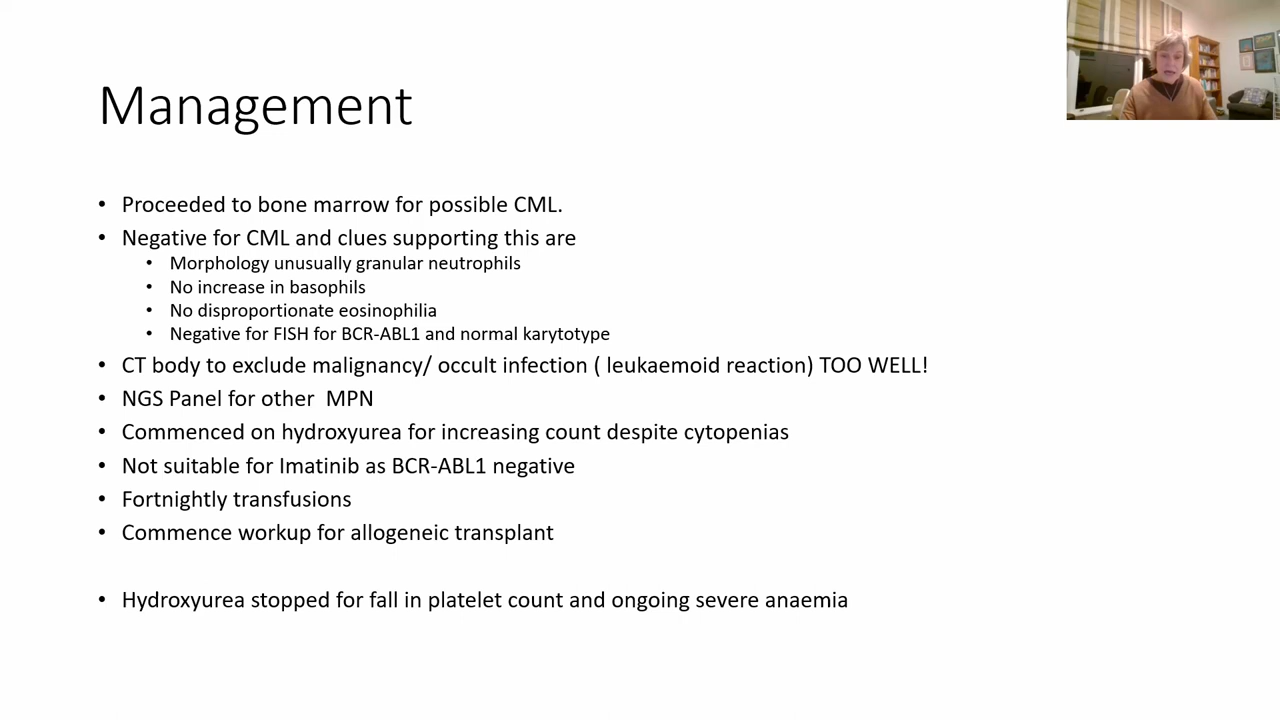 Management
• Proceeded to bone marrow for possible CML.
• Negative for CML and clues supporting this are
• Morphology unusually granular neutrophils
• No increase in basophils
• No disproportionate eosinophilia
• Negative for FISH for BCR-ABL1 and normal karytotype
• CT body to exclude malignancy/ occult infection ( leukaemoid reaction) TOO WELL!
• NGS Panel for other  MPN
• Commenced on hydroxyurea for increasing count despite cytopenias
• Not suitable for Imatinib as BCR-ABL1 negative
• Fortnightly transfusions
• Commence workup for allogeneic transplant
• Hydroxyurea stopped for fall in platelet count and ongoing severe anaemia